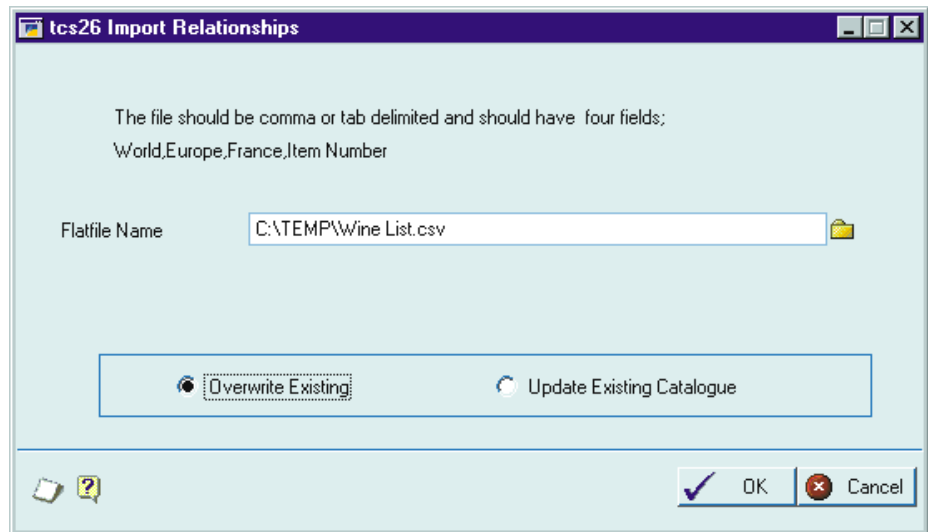 tcs26 Import Relationships
The file should be comma or tab delimited and should have four fields;
World,Europe,France,Item Number
Flatfile Name
C:\TEMP\Wine List.csv
Overwrite Existing
Update Existing Catalogue
OK
Cancel